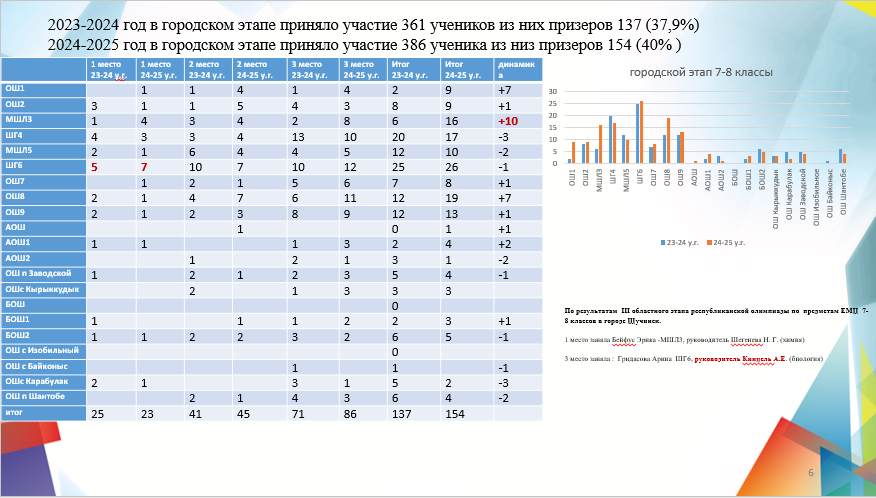 2023-2024 год в городском этапе приняло участие 361 учеников из них призеров 137 (37,9%)
2024-2025 год в городском этапе приняло участие 386 ученика из низ призеров 154 (40% )
1 место 23-24 у.г. 1 место 24-25 у.г. 2 место 23-24 у.г. 2 место 24-25 у.г. 3 место 23-24 у.г. 3 место 24-25 у.г. Итог 23-24 у.г. Итог 24-25 у.г. динамика
ОШ1 1 1 4 1 4 2 9 +7
ОШ2 3 1 1 5 4 3 8 9 +1
МШЛ3 1 4 3 4 2 8 6 16 +10
ШГ4 4 3 3 4 13 10 20 17 -3
МШЛ5 2 1 6 4 4 5 12 10 -2
ШГ6 5 7 10 7 10 12 25 26 -1
ОШ7 1 2 1 5 6 7 8 +1
ОШ8 2 1 4 7 6 11 12 19 +7
ОШ9 2 1 2 3 8 9 12 13 +1
АОШ 1 0 1 +1
АОШ1 1 1 1 3 2 4 +2
АОШ2 1 2 1 3 1 -2
ОШ п Заводской 1 2 1 2 3 5 4 -1
ОШс Кырыккудык 2 1 3 3 3
БОШ 0
БОШ1 1 1 1 2 2 3 +1
БОШ2 1 1 2 2 3 2 6 5 -1
ОШ с Изобильный 0
ОШ с Байконыс 1 1 -1
ОШс Карабулак 2 1 3 1 5 2 -3
ОШ п Шантобе 2 1 4 3 6 4 -2
итог 25 23 41 45 71 86 137 154
городской этап 7-8 классы
30
25
20
15
10
5
0
ОШ1 ОШ2 МШЛ3 ШГ4 МШЛ5 ШГ6 ОШ7 ОШ8 ОШ9 АОШ АОШ1 АОШ2 БОШ БОШ1 БОШ2 ОШ Кырыккудик ОШ Карабулак ОШ Заводской ОШ Изобильное ОШ Байконыс ОШ Шантобе
23-24 у.г. 24-25 у.г.
По результатам III областного этапа республиканской олимпиады по предметам ЕМЦ 7-
8 классов в городе Щучинск.
1 место заняла Бейфус Эрика -МШЛ3, руководитель Шегенева Н. Г. (химия)
3 место заняла : Гридасова Арина ШГ6, руководитель Кинцель А.Е. (биология)
6